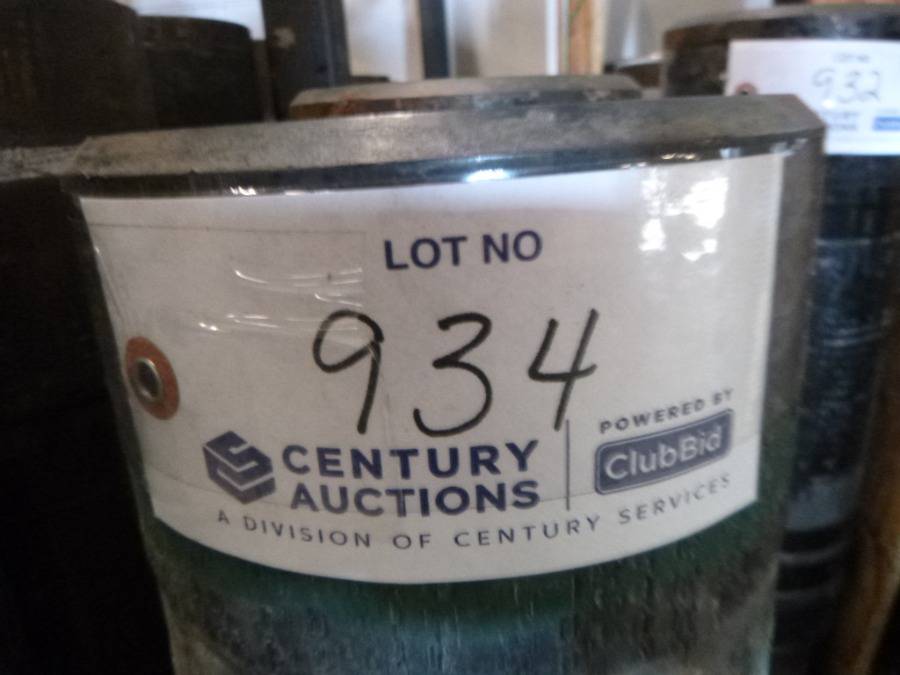 LOT NO
934
CENTURY
AUCTIONS
POWERED BY
ClubBid
A DIVISION OF CENTURY SERVICES
932